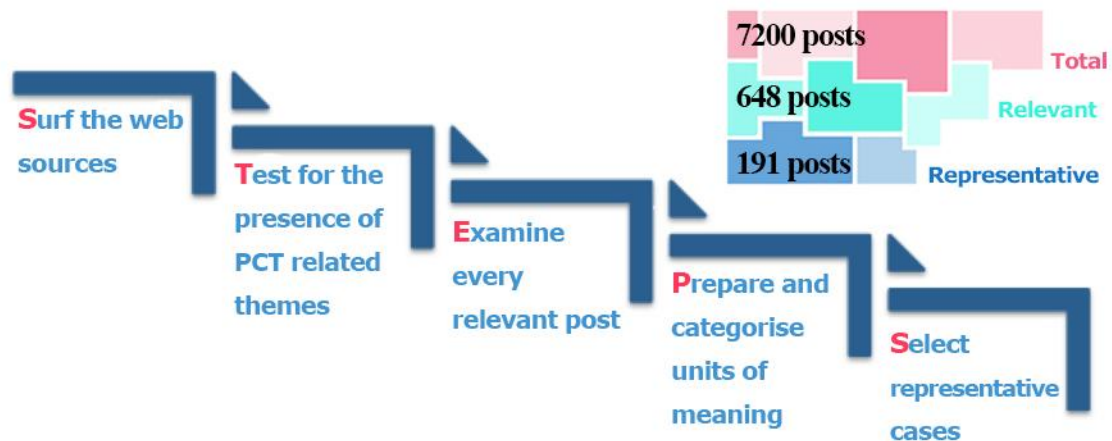 7200 posts
Total
648 posts
Relevant
191 posts
Representative
Surf the web
sources
Test for the
presence of
PCT related
themes
Examine
every
relevant post
Prepare and
categorise
units of
meaning
Select
representative
cases